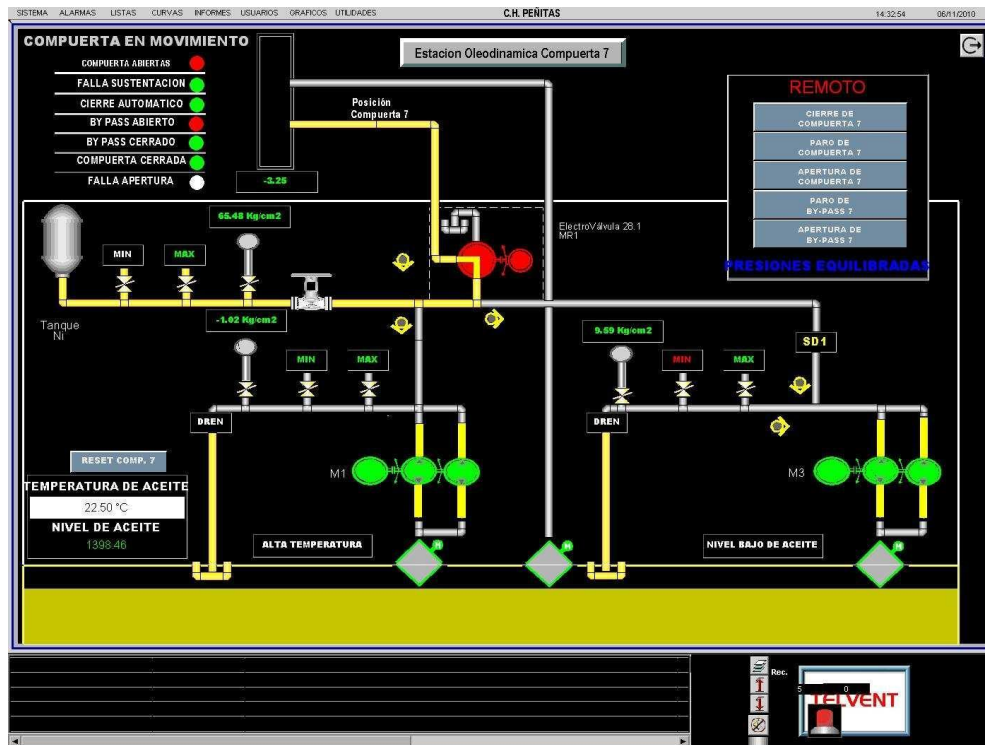 SISTEMA ALARMAS LISTAS CURVAS INFORMES USUARIOS GRAFICOS UTILIDADES C.H. PEÑITAS 14:32:54 06/11/2010
COMPUERTA EN MOVIMIENTO
COMPUERTA ABIERTAS
FALLA SUSTENTACION
CIERRE AUTOMATICO
BY PASS ABIERTO
BY PASS CERRADO
COMPUERTA CERRADA
FALLA APERTURA
Estacion Oleodinamica Compuerta 7
Posición
Compuerta 7
-3.25
REMOTO
CIERRE DE
COMPUERTA 7
PARO DE
COMPUERTA 7
APERTURA DE
COMPUERTA 7
PARO DE
BY-PASS 7
APERTURA DE
BY-PASS 7
PRESIONES EQUILIBRADAS
65.48 Kg/cm2
MIN
MAX
ElectroVálvula 28.1
MR1
Tanque
Ni
-1.02 Kg/cm2
MIN
MAX
9.59 Kg/cm2
MIN
MAX
SD1
DREN
DREN
RESET COMP. 7
TEMPERATURA DE ACEITE
22.50 °C
NIVEL DE ACEITE
1398.46
M1
M3
ALTA TEMPERATURA
NIVEL BAJO DE ACEITE
M
M
M
Rec.
5 0
TELVENT